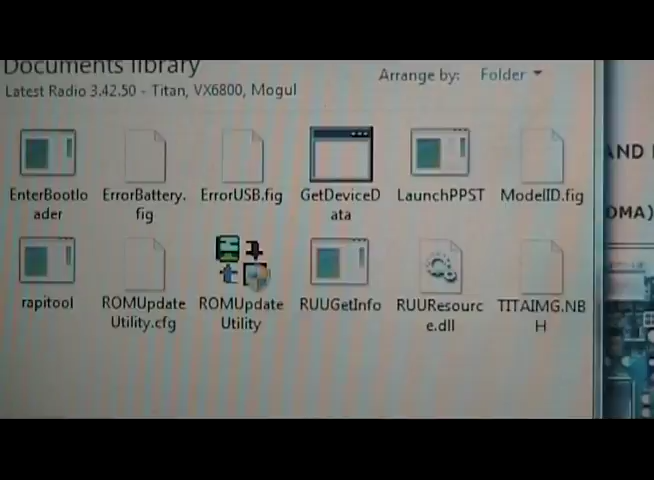 Documents library
Arrange by: Folder
Latest Radio 3.42.50 - Titan, VX6800, Mogul
EnterBootlo
ader
ErrorBattery.
fig
ErrorUSB.fig
GetDeviceD
ata
LaunchPPST
ModelID.fig
rapitool
ROMUpdate
Utility.cfg
ROMUpdate
Utility
RUUGetInfo
RUUResourc
e.dll
TITAIMG.NB
H
AND
DMA)